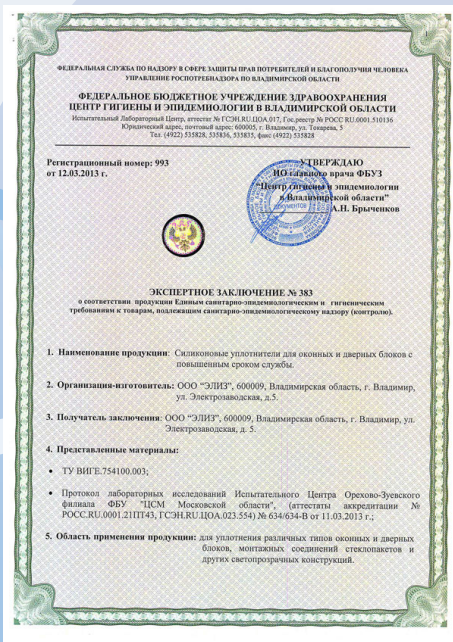 ФЕДЕРАЛЬНАЯ СЛУЖБА ПО НАДЗОРУ В СФЕРЕ ЗАЩИТЫ ПРАВ ПОТРЕБИТЕЛЕЙ И БЛАГОПОЛУЧИЯ ЧЕЛОВЕКА
УПРАВЛЕНИЕ РОСПОТРЕБНАДЗОРА ПО ВЛАДИМИРСКОЙ ОБЛАСТИ
ФЕДЕРАЛЬНОЕ БЮДЖЕТНОЕ УЧРЕЖДЕНИЕ ЗДРАВООХРАНЕНИЯ
ЦЕНТР ГИГИЕНЫ И ЭПИДЕМИОЛОГИИ В ВЛАДИМИРСКОЙ ОБЛАСТИ
Испытательный Лабораторный Центр, аттестат № ГСЭН.RU.ЦОА.017, Гос.реестр № РОСС RU.0001.510136
Юридический адрес, почтовый адрес: 600005, г. Владимир, ул. Токарева, 5
Тел. (4922) 535828, 535836, 535835, факс (4922) 535828
Регистрационный номер: 993
от 12.03.2013 г.
УТВЕРЖДАЮ
ИО главного врача ФБУЗ
"Центр гигиены и эпидемиологии
в Владимирской области"
А.Н. Брыченков
ДОКУМЕНТОВ
ЭКСПЕРТНОЕ ЗАКЛЮЧЕНИЕ № 383
о соответствии продукции Единым санитарно-эпидемиологическим и гигиеническим
требованиям к товарам, подлежащим санитарно-эпидемиологическому надзору (контролю).
1. Наименование продукции: Силиконовые уплотнители для оконных и дверных блоков с
повышенным сроком службы.
2. Организация-изготовитель: ООО "ЭЛИЗ", 600009, Владимирская область, г. Владимир,
ул. Электрозаводская, д.5.
3. Получатель заключения: ООО "ЭЛИЗ", 600009, Владимирская область, г. Владимир, ул.
Электрозаводская, д. 5.
4. Представленные материалы:
• ТУ ВИГЕ.754100.003;
• Протокол лабораторных исследований Испытательного Центра Орехово-Зуевского
филиала ФБУ "ЦСМ Московской области", (аттестаты аккредитации №
РОСС.RU.0001.21ПТ43, ГСЭН.RU.ЦОА.023.554) № 634/634-В от 11.03.2013 г.;
5. Область применения продукции: для уплотнения различных типов оконных и дверных
блоков, монтажных соединений стеклопакетов и
других светопрозрачных конструкций.